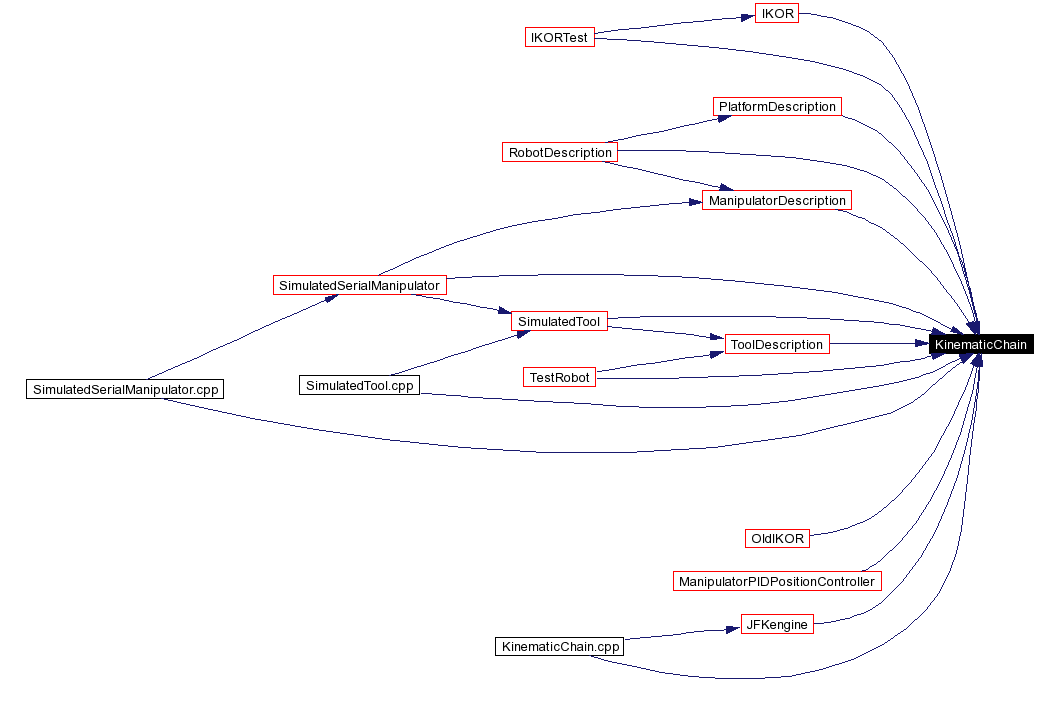 IKOR
IKORTest
PlatformDescription
RobotDescription
ManipulatorDescription
SimulatedSerialManipulator
SimulatedTool
ToolDescription
KinematicChain
TestRobot
SimulatedTool.cpp
SimulatedSerialManipulator.cpp
OldIKOR
ManipulatorPIDPositionController
JFKengine
KinematicChain.cpp